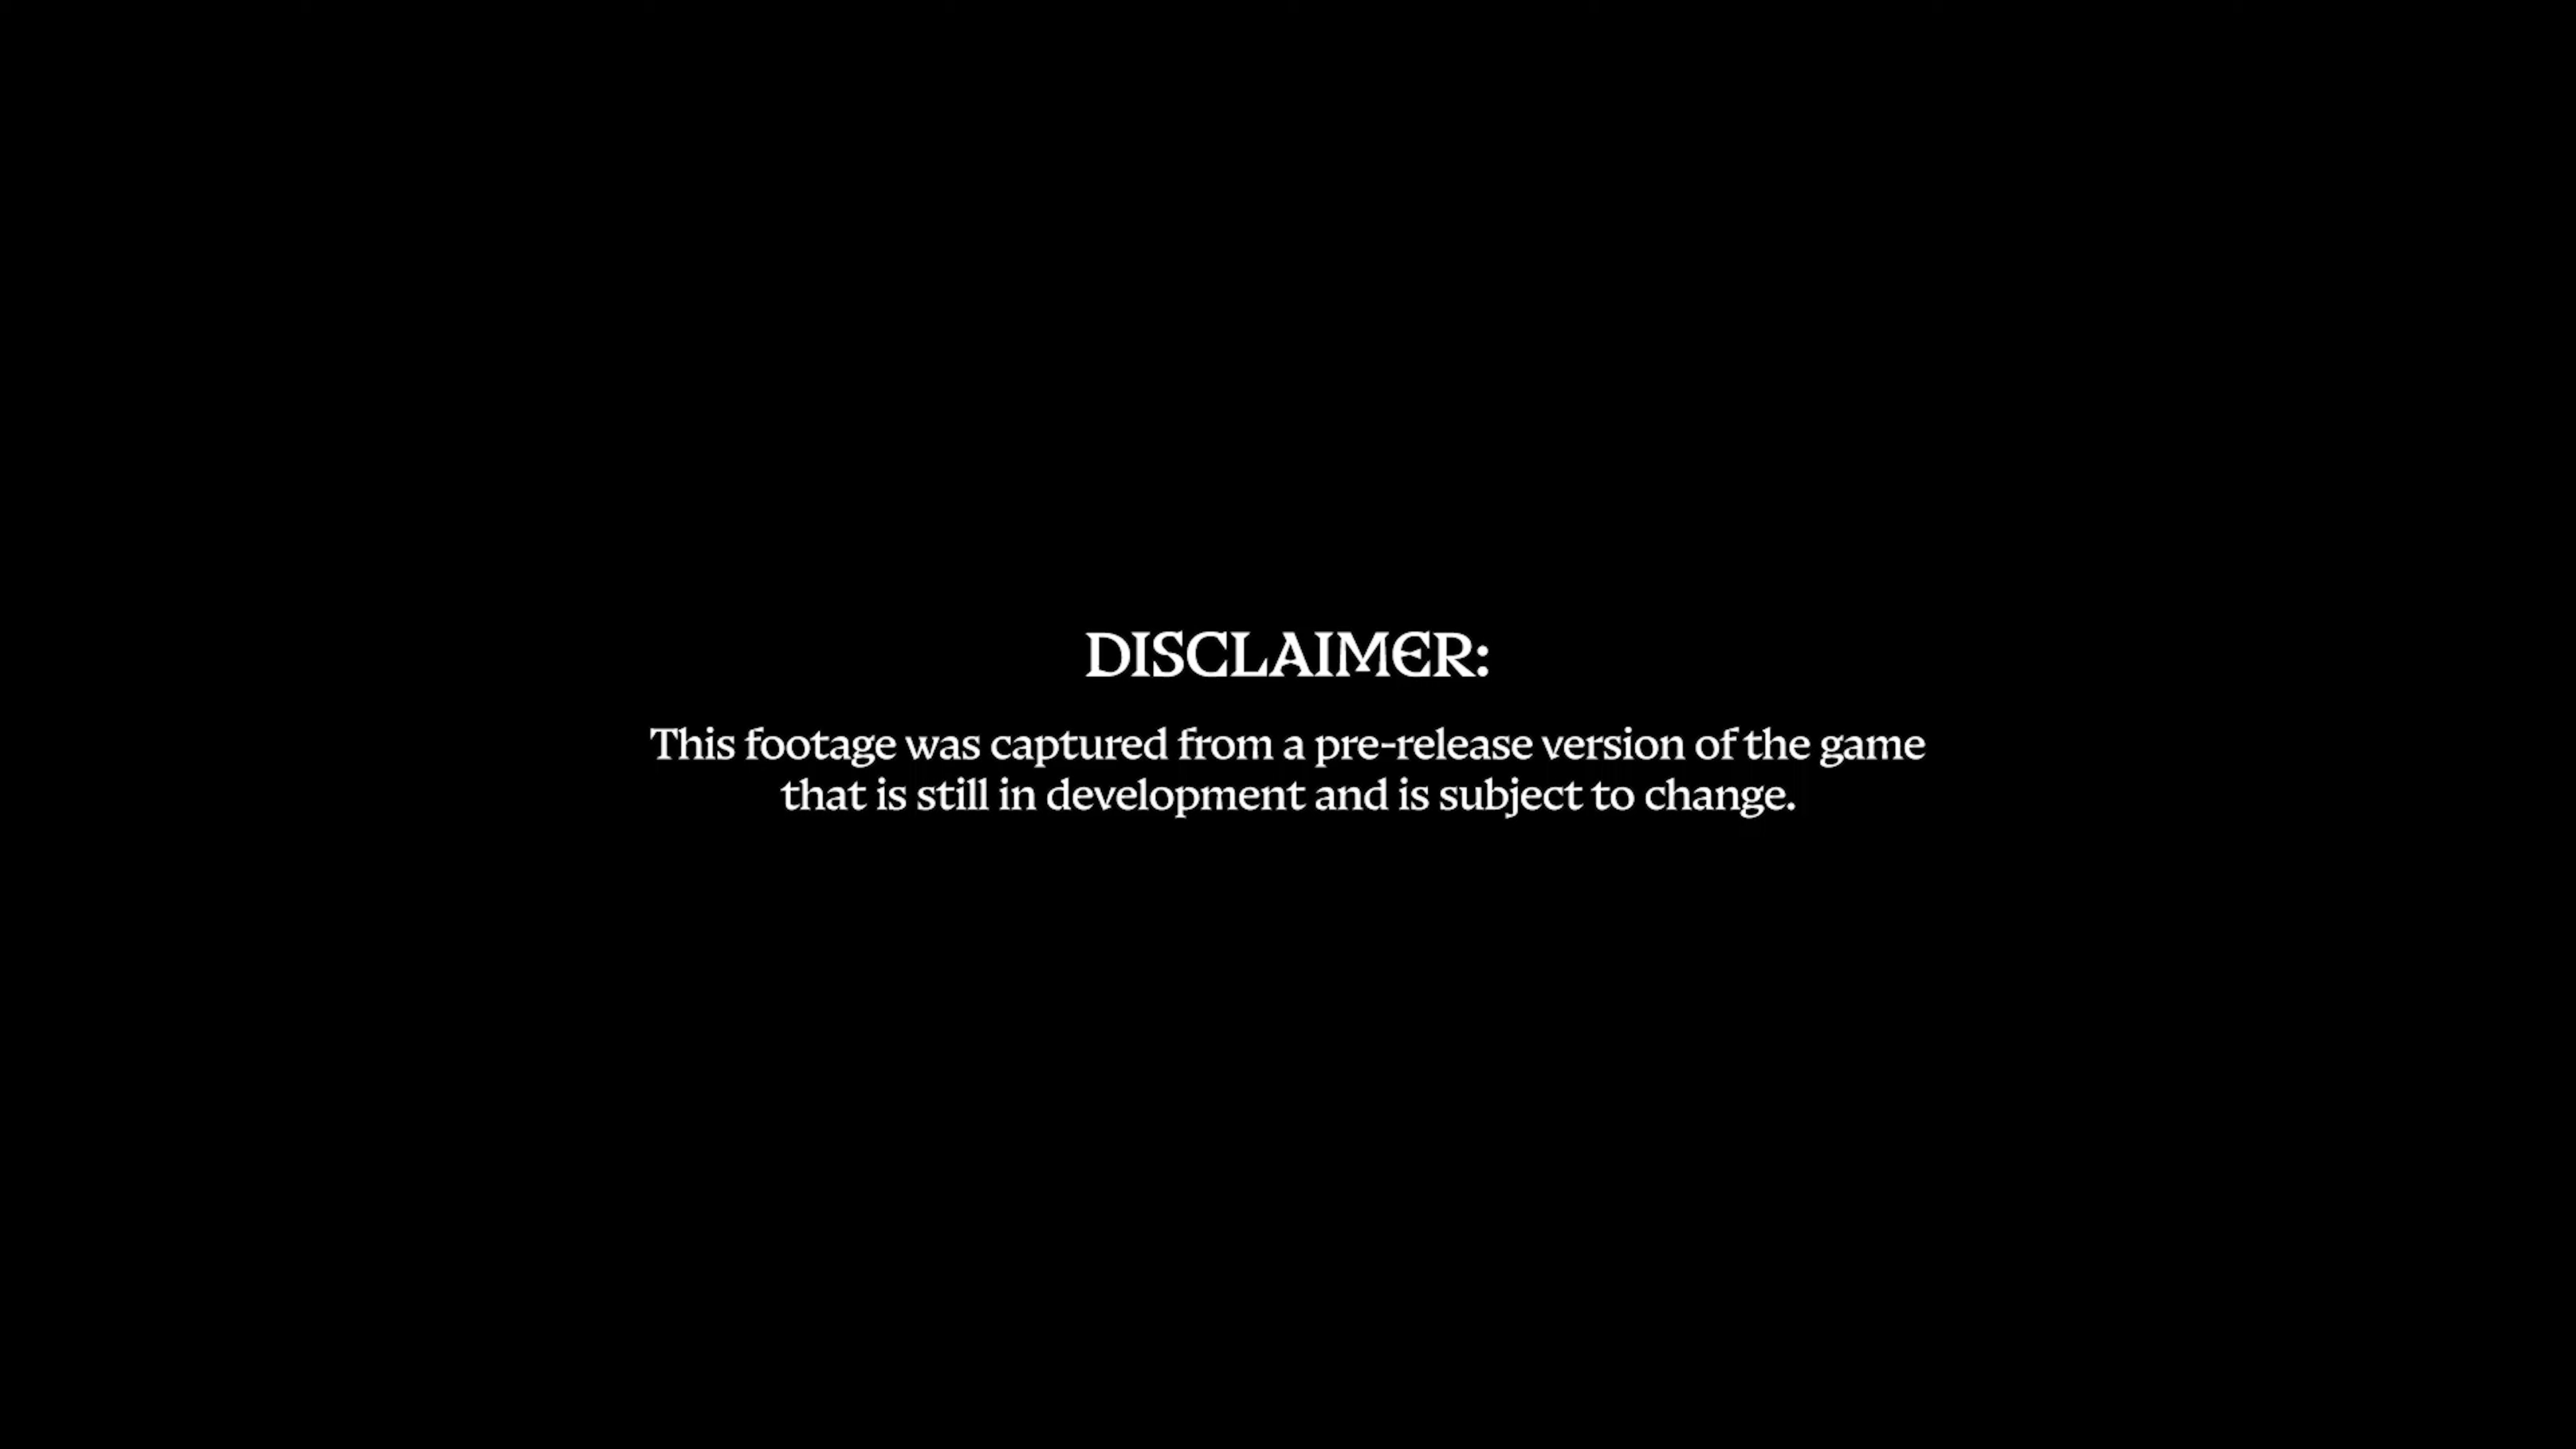 DISCLAIMER:
This footage was captured from a pre-release version of the game
that is still in development and is subject to change.